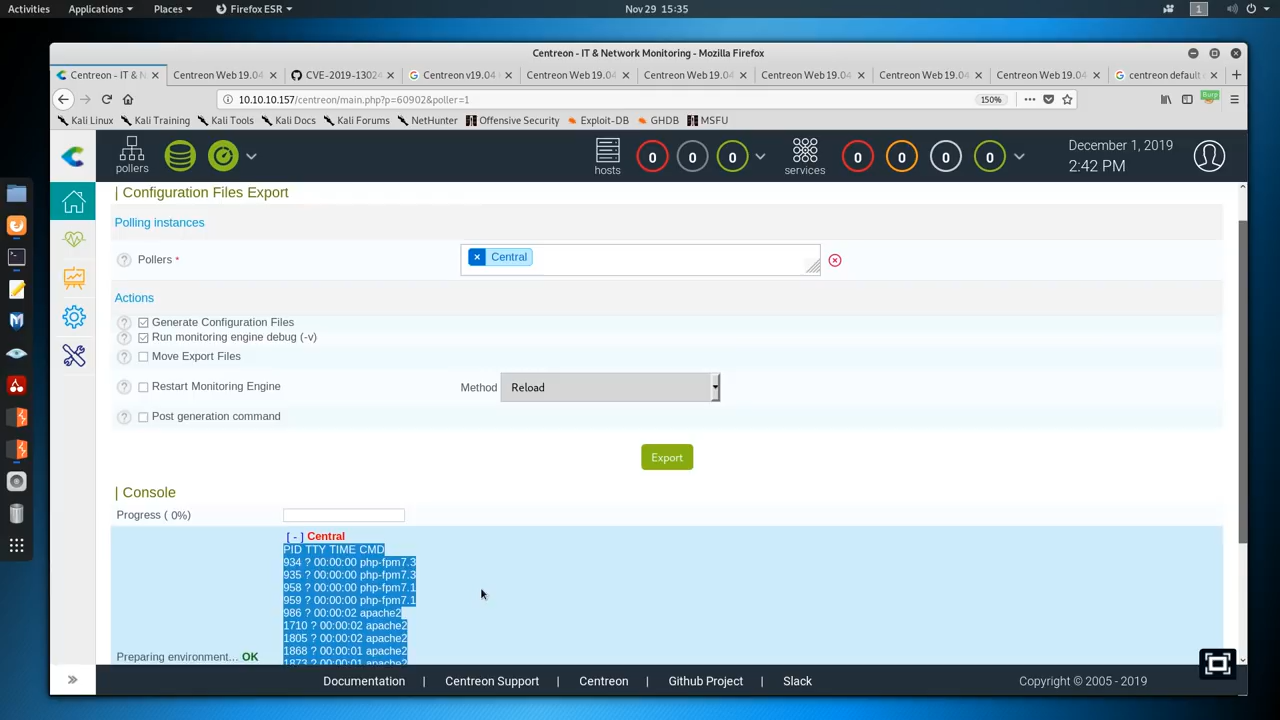 Activities Applications Places Firefox ESR Nov 29 15:35 1
Centreon - IT & Network Monitoring - Mozilla Firefox
Centreon - IT & N Centreon Web 19.04 CVE-2019-13024 Centreon v19.04 Centreon Web 19.04 Centreon Web 19.04 Centreon Web 19.04 Centreon Web 19.04 Centreon Web 19.04 centreon default c
10.10.10.157/centreon/main.php?p=60902&poller=1 150% Burp
Kali Linux Kali Training Kali Tools Kali Docs Kali Forums NetHunter Offensive Security Exploit-DB GHDB MSFU
pollers hosts 0 0 0 services 0 0 0 0 December 1, 2019
2:42 PM
| Configuration Files Export
Polling instances
? Pollers * × Central
Actions
? Generate Configuration Files
? Run monitoring engine debug (-v)
? Move Export Files
? Restart Monitoring Engine Method Reload
? Post generation command
Export
| Console
Progress ( 0%)
[ - ] Central
PID TTY TIME CMD
934 ? 00:00:00 php-fpm7.3
935 ? 00:00:00 php-fpm7.3
958 ? 00:00:00 php-fpm7.1
959 ? 00:00:00 php-fpm7.1
986 ? 00:00:02 apache2
1710 ? 00:00:02 apache2
1805 ? 00:00:02 apache2
1868 ? 00:00:01 apache2
Preparing environment... OK
1873 ? 00:00:01 apache2
Documentation | Centreon Support | Centreon | Github Project | Slack Copyright © 2005 - 2019